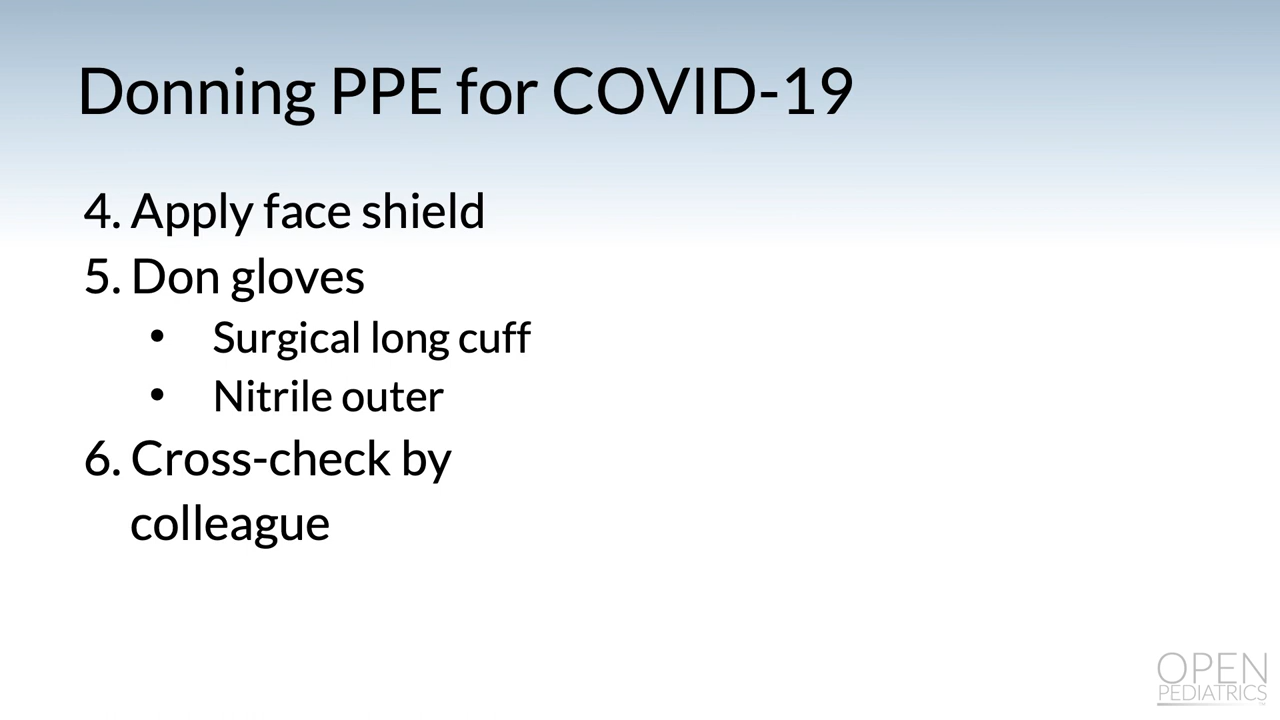 Donning PPE for COVID-19
4. Apply face shield
5. Don gloves
• Surgical long cuff
• Nitrile outer
6. Cross-check by
colleague
OPEN
PEDIATRICS